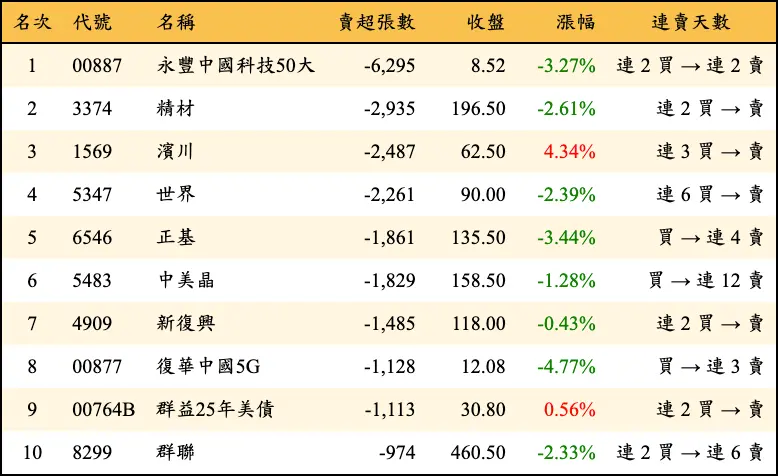 名次 代號 名稱 賣超張數 收盤 漲幅 連賣天數
1 00887 永豐中國科技50大 -6,295 8.52 -3.27% 連 2 買 → 連 2 賣
2 3374 精材 -2,935 196.50 -2.61% 連 2 買 → 賣
3 1569 濱川 -2,487 62.50 4.34% 連 3 買 → 賣
4 5347 世界 -2,261 90.00 -2.39% 連 6 買 → 賣
5 6546 正基 -1,861 135.50 -3.44% 買 → 連 4 賣
6 5483 中美晶 -1,829 158.50 -1.28% 買 → 連 12 賣
7 4909 新復興 -1,485 118.00 -0.43% 連 2 買 → 賣
8 00877 復華中國5G -1,128 12.08 -4.77% 買 → 連 3 賣
9 00764B 群益25年美債 -1,113 30.80 0.56% 連 2 買 → 賣
10 8299 群聯 -974 460.50 -2.33% 連 2 買 → 連 6 賣